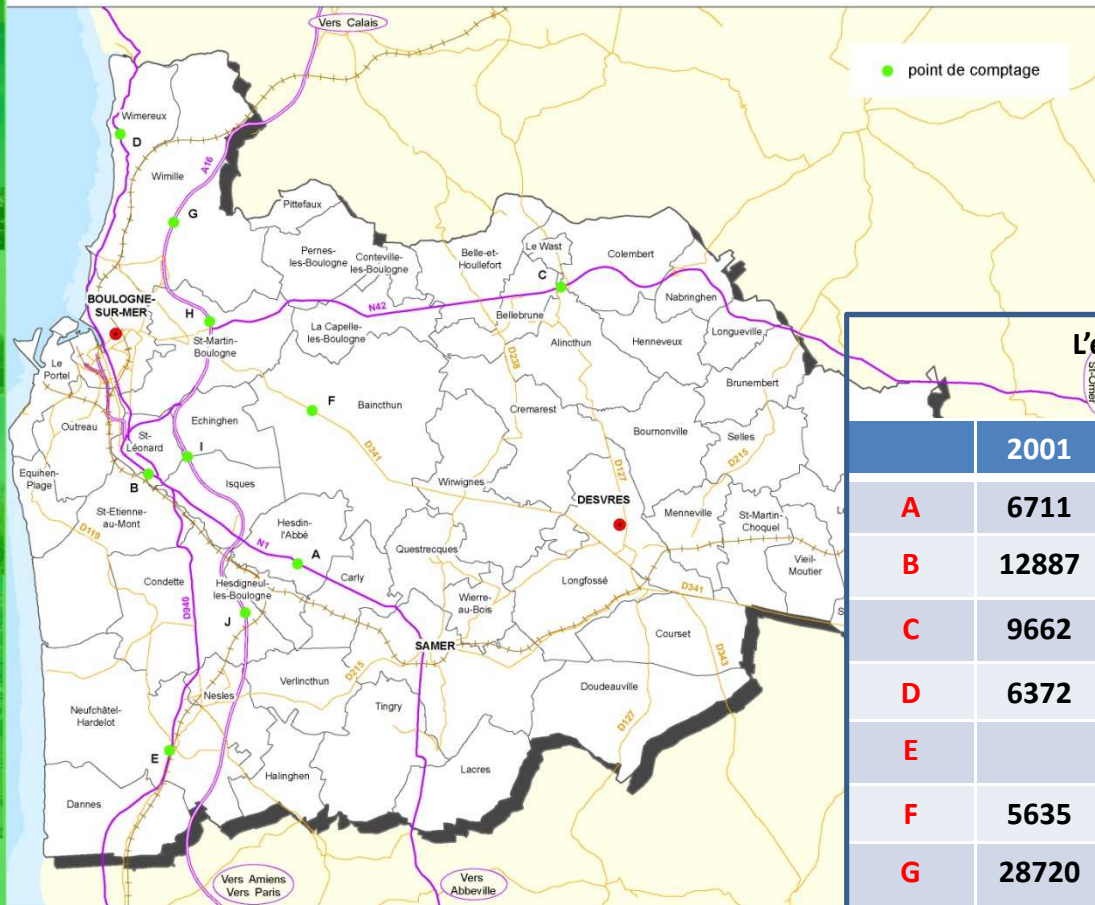 Vers Calais
point de comptage
Wimereux
D
Wimille
A16
G
Pittefaux
Pernes-
les-Boulogne
Conteville-
les-Boulogne
Belle-et-
Houllefort
Le Wast
Colembert
C
Nabringhen
BOULOGNE-
SUR-MER
H
N42
Bellebrune
St-Martin-
Boulogne
La Capelle-
les-Boulogne
Alincthun
Henneveux
Longueville
Le
Portel
D238
Brunembert
F
Baincthun
Cremarest
Outreau
Echinghen
St-
Léonard
I
D341
Bournonville
Selles
D215
Equihen-
Plage
B
Isques
Wirwignes
D127
DESVRES
St-Etienne-
au-Mont
Menneville
St-Martin-
Choquel
D119
N1
Hesdin-
l'Abbé
A
Questrecques
Vieil-
Moutier
Condette
Carly
Longfossé
D940
Hesdigneul-
les-Boulogne
Wierre-
au-Bois
D341
J
SAMER
Courset
D343
Verlincthun
D215
Doudeauville
Nesles
Tingry
Neufchâtel-
Hardelot
D127
E
Lacres
Halinghen
Dannes
Vers Amiens
Vers Paris
Vers
Abbeville
St-Omer
L'é
2001
A 6711
B 12887
C 9662
D 6372
E
F 5635
G 28720